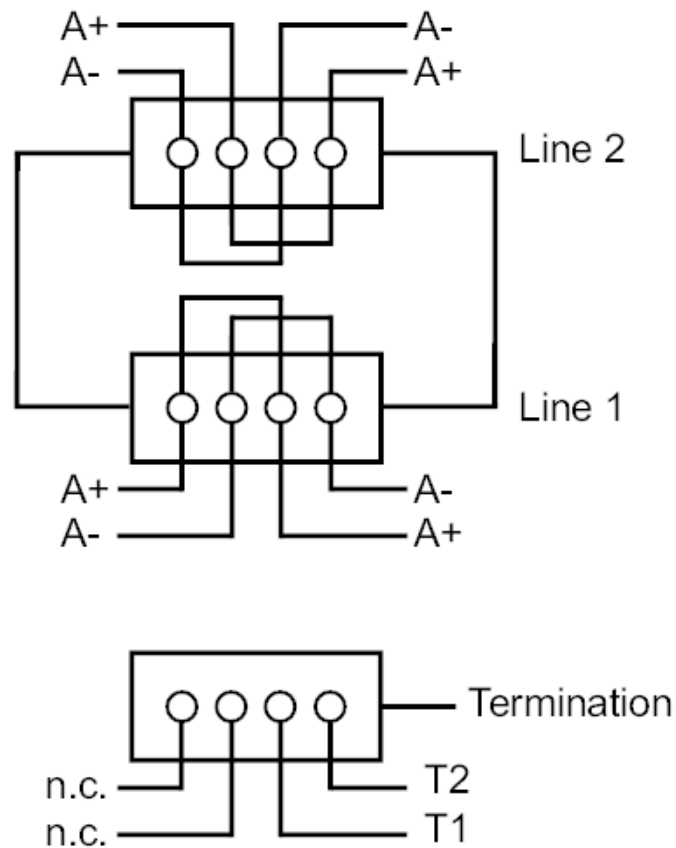 A+ A-
A- A+
Line 2
Line 1
A+ A-
A- A+
Termination
n.c. T2
n.c. T1